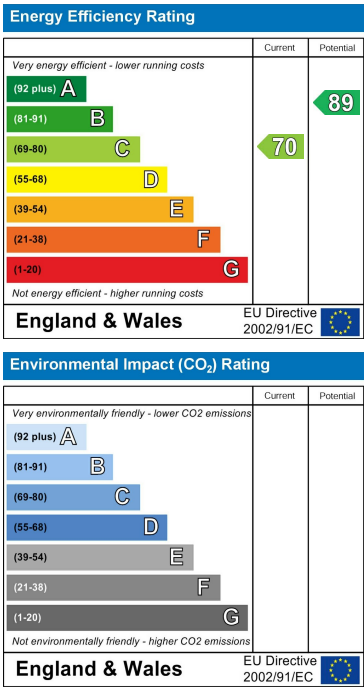 Energy Efficiency Rating
Current Potential
Very energy efficient - lower running costs
(92 plus) A
(81-91) B
(69-80) C
(55-68) D
(39-54) E
(21-38) F
(1-20) G
70
89
Not energy efficient - higher running costs
England & Wales
EU Directive
2002/91/EC
Environmental Impact (CO₂) Rating
Current Potential
Very environmentally friendly - lower CO2 emissions
(92 plus) A
(81-91) B
(69-80) C
(55-68) D
(39-54) E
(21-38) F
(1-20) G
Not environmentally friendly - higher CO2 emissions
England & Wales
EU Directive
2002/91/EC